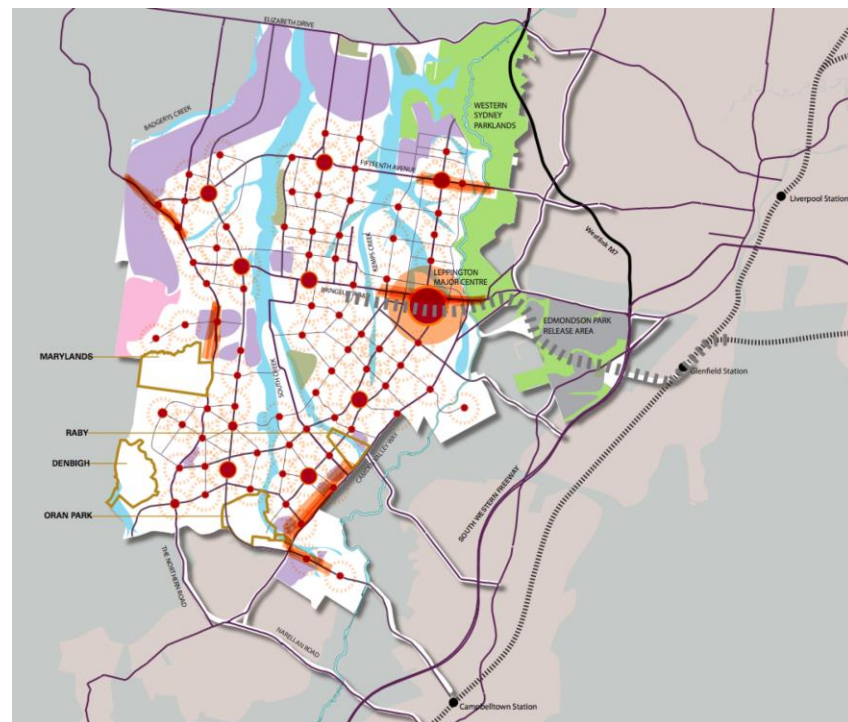 ELIZABETH DRIVE
BADGERYS CREEK
WESTERN
SYDNEY
PARKLANDS
FIFTEENTH AVENUE
Liverpool Station
Westlink M7
KEMPS CREEK
LEPPINGTON
MAJOR CENTRE
BRINGELLY ROAD
EDMONDSON PARK
RELEASE AREA
MARYLANDS
Glenfield Station
SOUTH CREEK
RABY
DENBIGH
CAMDEN VALLEY WAY
ORAN PARK
SOUTH WESTERN FREEWAY
THE NORTHERN ROAD
NARELLAN ROAD
Campbelltown Station